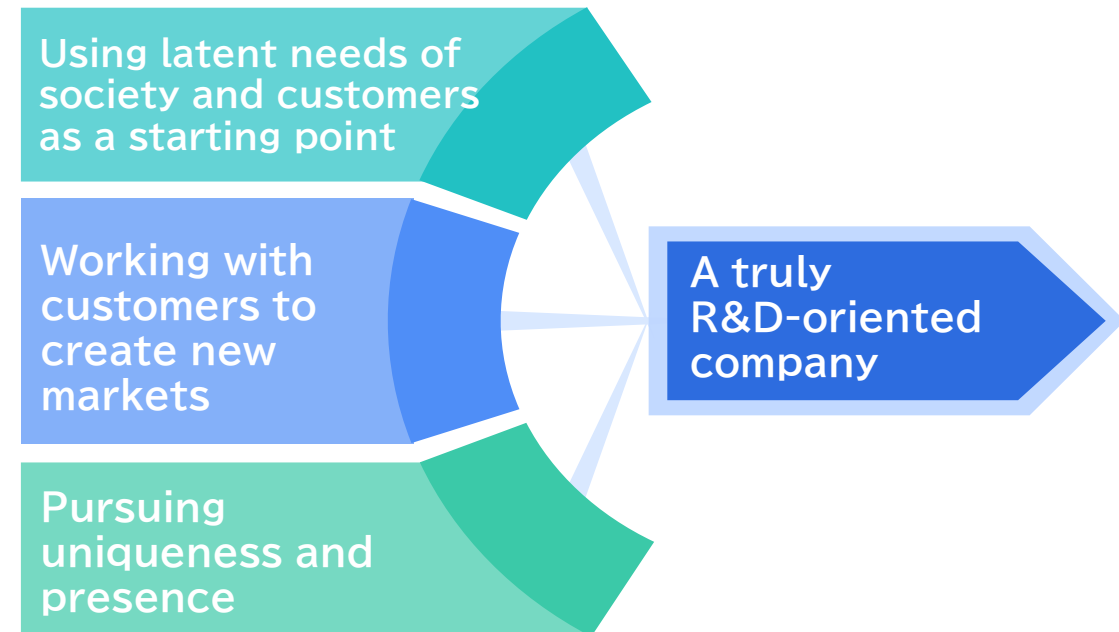 Using latent needs of
society and customers
as a starting point
Working with
customers to
create new
markets
Pursuing
uniqueness and
presence
A truly
R&D-oriented
company